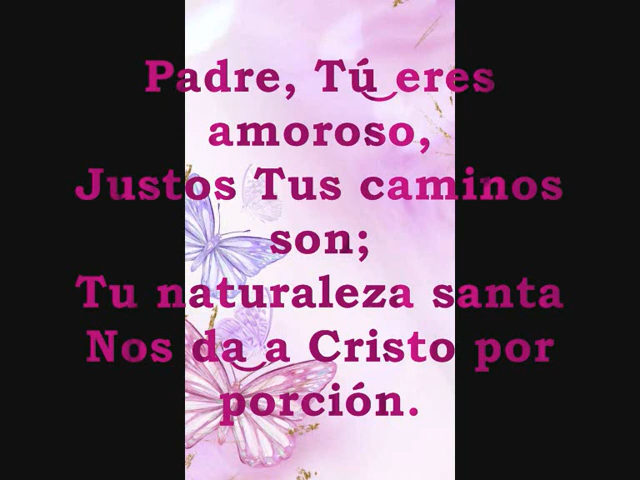 Padre, Tú eres
amoroso,
Justos Tus caminos
son;
Tu naturaleza santa
Nos da a Cristo por
porción.